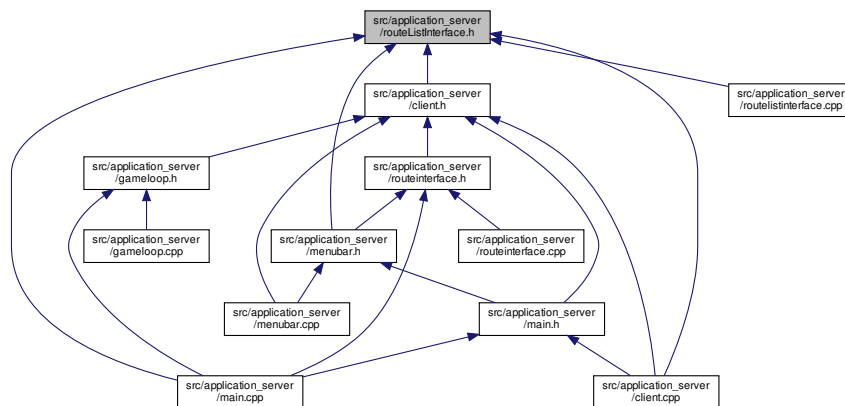 src/application_server
/routeListInterface.h
src/application_server
/client.h
src/application_server
/routelistinterface.cpp
src/application_server
/gameloop.h
src/application_server
/routeinterface.h
src/application_server
/gameloop.cpp
src/application_server
/menubar.h
src/application_server
/routeinterface.cpp
src/application_server
/menubar.cpp
src/application_server
/main.h
src/application_server
/main.cpp
src/application_server
/client.cpp